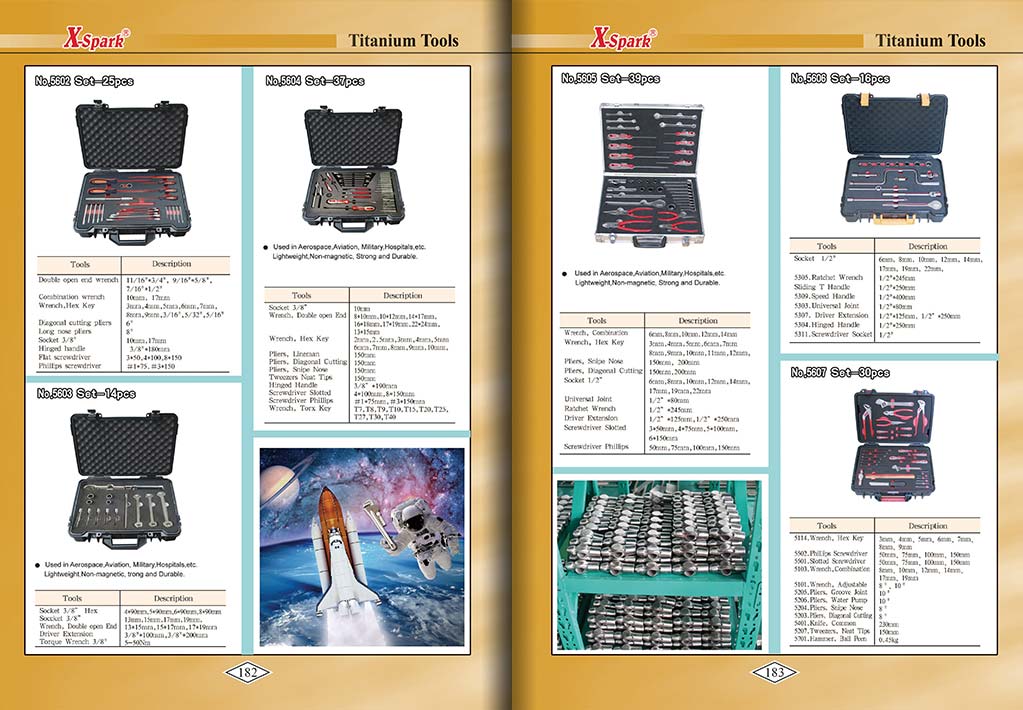 X-Spark®
Titanium Tools
No,5602 Set-25pcs
Tools Description
Double open end wrench 11/16"*3/4", 9/16"*5/8",
7/16"*1/2"
Combination wrench 10mm, 17mm
Wrench,Hex Key 3mm,4mm,5mm,6mm,7mm,
8mm,9mm,3/16",5/32",5/16"
Diagonal cutting pliers 6"
Long nose pliers 8"
Socket 3/8" 10mm,17mm
Hinged handle 3/8"*180mm
Flat screwdriver 3*50,4*100,8*150
Phillips screwdriver #1*75, #3*150
No,5603 Set-14pcs
● Used in Aerospace,Aviation, Military,Hospitals,etc.
Lightweight,Non-magnetic, trong and Durable.
Tools Description
Socket 3/8" Hex 4*90mm,5*90mm,6*90mm,8*90mm
Soccket 3/8" 13mm,15mm,17mm,19mm,
Wrench, Double open End 13*15mm,15*17mm,17*19mm
Driver Extension 3/8"*100mm,3/8"*200mm
Torque Wrench 3/8" 5-50Nm
No,5604 Set-37pcs
● Used in Aerospace,Aviation, Military,Hospitals,etc.
Lightweight,Non-magnetic, Strong and Durable.
Tools Description
Socket 3/8" 10mm
Wrench, Double open End 8*10mm,10*12mm,14*17mm,
16*18mm,17*19mm,22*24mm,
13*15mm
Wrench, Hex Key 2mm,2.5mm,3mm,4mm,5mm
6mm,7mm,8mm,9mm,10mm,
Pliers, Lineman 150mm
Pliers, Diagonal Cutting 150mm
Pliers, Snipe Nose 150mm
Tweezers Nust Tips 150mm
Hinged Handle 3/8" *190mm
Screwdriver Slotted 4*100mm,8*150mm
Screwdriver Phillips #1*75mm,#3*150mm
Wrench, Torx Key T7,T8,T9,T10,T15,T20,T25,
T27,T30,T40
182
X-Spark®
Titanium Tools
No,5605 Set-39pcs
● Used in Aerospace,Aviation,Military,Hospitals,etc.
Lightweight,Non-magnetic, Strong and Durable.
Tools Description
Wrench, Combination 6mm,8mm,10mm,12mm,14mm
Wrench, Hex Key 3mm,4mm,5mm,6mm,7mm
8mm,9mm,10mm,11mm,12mm,
Pliers, Snipe Nose 150mm, 200mm
Pliers, Diagonal Cutting 150mm,200mm
Socket 1/2" 6mm,8mm,10mm,12mm,14mm,
17mm,19mm,22mm
Universal Joint 1/2" *80mm
Ratchet Wrench 1/2" *245mm
Driver Extension 1/2" *125mm,1/2" *250mm
Screwdriver Slotted 3*50mm,4*75mm,5*100mm,
6*150mm
Screwdriver Phillips 50mm,75mm,100mm,150mm
No,5606 Set-16pcs
Tools Description
Socket 1/2" 6mm, 8mm, 10mm, 12mm, 14mm,
17mm, 19mm, 22mm,
5305.Ratchet Wrench 1/2"*245mm
Sliding T Handle 1/2"*250mm
5309.Speed Handle 1/2"*400mm
5303.Universal Joint 1/2"*80mm
5307. Driver Extension 1/2"*125mm, 1/2" *250mm
5304.Hinged Handle 1/2"*250mm
5311.Screwdriver Socket 1/2"
No,5607 Set-30pcs
Tools Description
5114.Wrench, Hex Key 3mm, 4mm, 5mm, 6mm, 7mm,
8mm, 9mm
5502.Phillips Screwdriver 50mm, 75mm, 100mm, 150mm
5501.Slotted Screwdriver 50mm, 75mm, 100mm, 150mm
5103.Wrench,Combination 8mm, 10mm, 12mm, 14mm,
17mm, 19mm
5101.Wrench, Adjustable 8", 10"
5205.Pliers, Groove Joint 10"
5206.Pliers, Water Pump 10"
5204.Pliers, Snipe Nose 8"
5203.Pliers, Diagonal Cutting 8"
5401.Knife, Common 230mm
5207.Tweezers, Nust Tips 150mm
5701.Hammer, Ball Peen 0.45kg
183